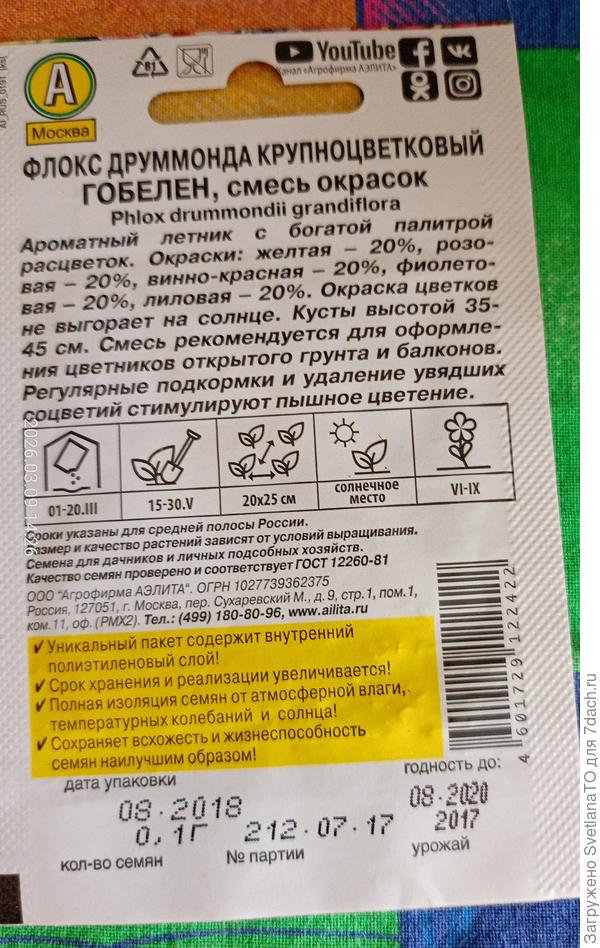 AI_RUS_0191 [ks]
А
Москва
81
YouTube
Канал «Агрофирма АЭЛИТА»
ФЛОКС ДРУММОНДА КРУПНОЦВЕТКОВЫЙ
ГОБЕЛЕН, смесь окрасок
Phlox drummondii grandiflora
Ароматный летник с богатой палитрой
расцветок. Окраски: желтая – 20%, розо-
вая – 20%, винно-красная – 20%, фиолето-
вая – 20%, лиловая – 20%. Окраска цветков
не выгорает на солнце. Кусты высотой 35-
45 см. Смесь рекомендуется для оформле-
ния цветников открытого грунта и балконов.
Регулярные подкормки и удаление увядших
соцветий стимулируют пышное цветение.
01-20.III
15-30.V
20х25 см
солнечное
место
VI-IX
Сроки указаны для средней полосы России.
Размер и качество растений зависят от условий выращивания.
Семена для дачников и личных подсобных хозяйств.
Качество семян проверено и соответствует ГОСТ 12260-81
ООО "Агрофирма АЭЛИТА". ОГРН 1027739362375
Россия, 127051, г. Москва, пер. Сухаревский М., д. 9, стр.1, пом.1,
ком.11, оф. (РМХ2). Тел.: (499) 180-80-96, www.ailita.ru
✔Уникальный пакет содержит внутренний
полиэтиленовый слой!
✔Срок хранения и реализации увеличивается!
✔Полная изоляция семян от атмосферной влаги,
температурных колебаний и солнца!
✔Сохраняет всхожесть и жизнеспособность
семян наилучшим образом!
4 601729 122422
дата упаковки
08.2018
0,1Г
кол-во семян
212.07.17
№ партии
годность до:
08.2020
2017
урожай
2026.03.09 14:26
Загружено SvetlanaTO для 7dach.ru